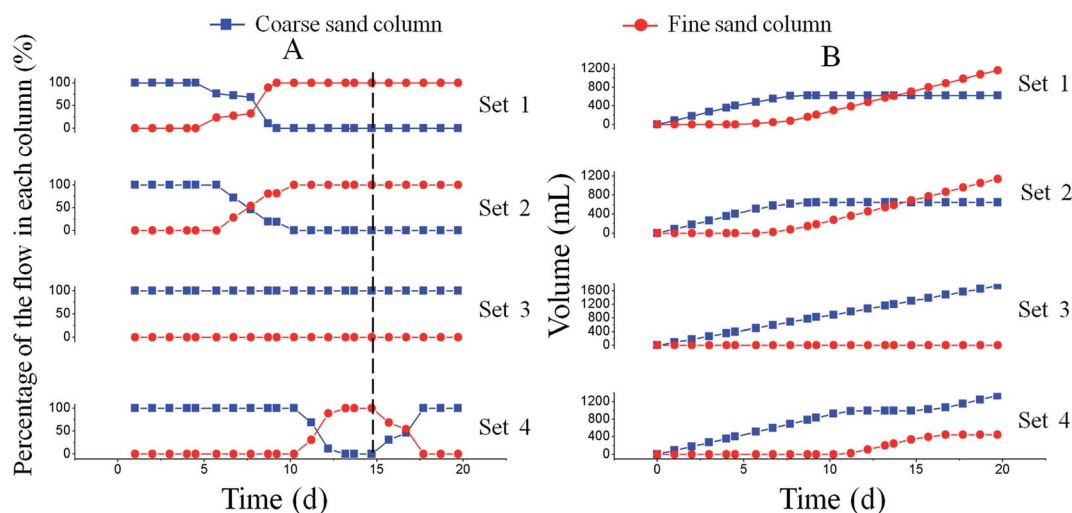 Coarse sand column
Fine sand column
A
B
Percentage of the flow in each column (%)
100
50
0
Set 1
100
50
0
Set 2
100
50
0
Set 3
100
50
0
Set 4
0
5
10
15
20
Time (d)
Volume (mL)
1200
800
400
0
Set 1
1200
800
400
0
Set 2
1600
1200
800
400
0
Set 3
1200
800
400
0
Set 4
0
5
10
15
20
Time (d)